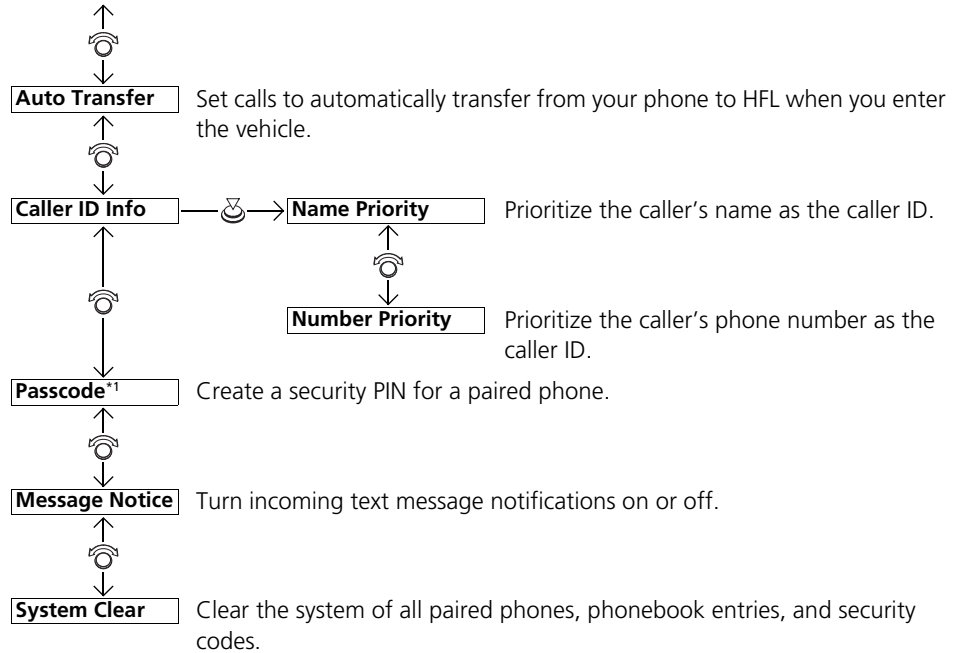 Auto Transfer Set calls to automatically transfer from your phone to HFL when you enter
the vehicle.
Caller ID Info Name Priority Prioritize the caller’s name as the caller ID.
Number Priority Prioritize the caller’s phone number as the
caller ID.
Passcode*1 Create a security PIN for a paired phone.
Message Notice Turn incoming text message notifications on or off.
System Clear Clear the system of all paired phones, phonebook entries, and security
codes.